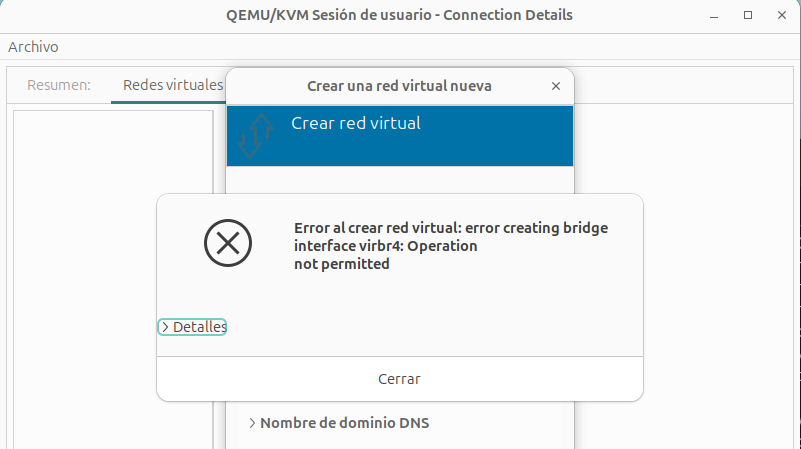 QEMU/KVM Sesión de usuario - Connection Details
Archivo
Resumen: Redes virtuales
Crear una red virtual nueva
Crear red virtual
Error al crear red virtual: error creating bridge
interface virbr4: Operation
not permitted
Detalles
Cerrar
Nombre de dominio DNS